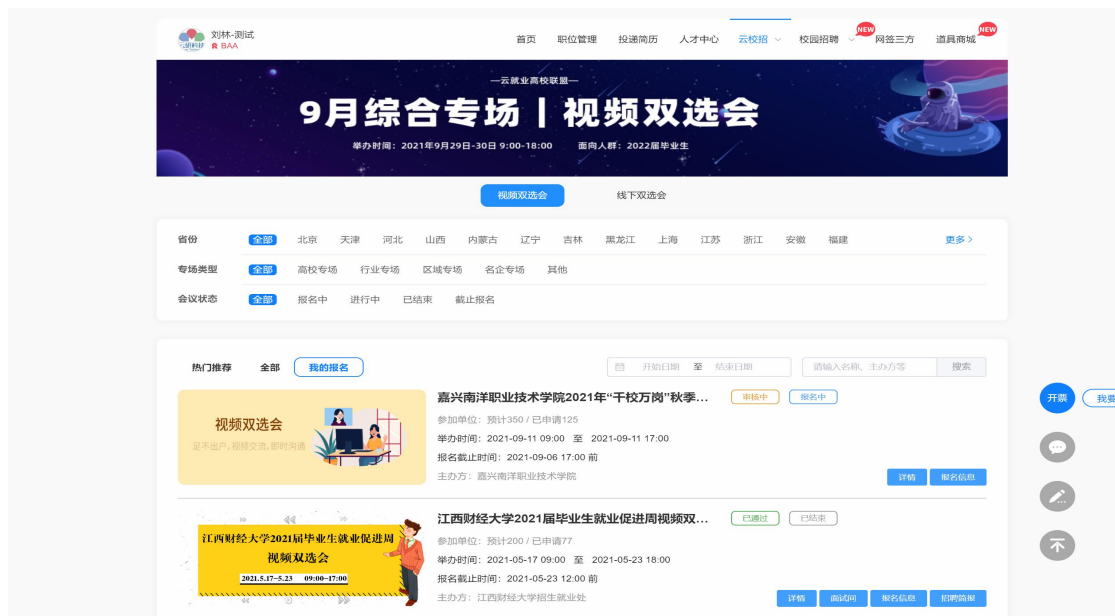 刘林-测试
BAA
首页 职位管理 投递简历 人才中心 云校招 校园招聘 NEW 网签三方 道具商城 NEW
—云就业高校联盟—
9月综合专场 | 视频双选会
举办时间：2021年9月29日-30日 9:00-18:00 面向人群：2022届毕业生
视频双选会 线下双选会
省份 全部 北京 天津 河北 山西 内蒙古 辽宁 吉林 黑龙江 上海 江苏 浙江 安徽 福建 更多 >
专场类型 全部 高校专场 行业专场 区域专场 名企专场 其他
会议状态 全部 报名中 进行中 已结束 截止报名
热门推荐 全部 我的报名 开始日期 至 结束日期 请输入名称、主办方等 搜索
视频双选会
足不出户,视频交流,即时沟通
嘉兴南洋职业技术学院2021年“千校万岗”秋季... 审核中 报名中
参加单位：预计350 / 已申请125
举办时间：2021-09-11 09:00 至 2021-09-11 17:00
报名截止时间：2021-09-06 17:00 前
主办方：嘉兴南洋职业技术学院
详情 报名信息
开票 我要
江西财经大学2021届毕业生就业促进周
视频双选会
2021.5.17-5.23 09:00-17:00
江西财经大学2021届毕业生就业促进周视频双... 已通过 已结束
参加单位：预计200 / 已申请77
举办时间：2021-05-17 09:00 至 2021-05-23 18:00
报名截止时间：2021-05-23 12:00 前
主办方：江西财经大学招生就业处
详情 面试间 报名信息 招聘简报